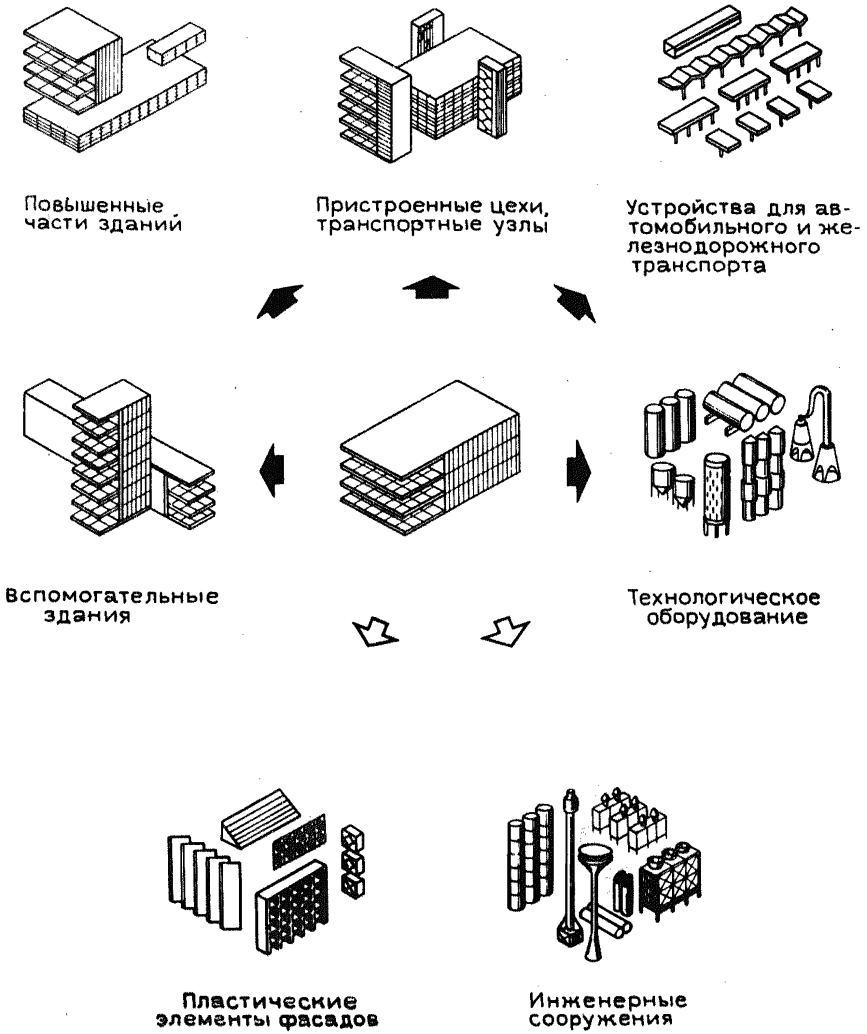 Повышенные
части зданий
Пристроенные цехи,
транспортные узлы
Устройства для ав-
томобильного и же-
лезнодорожного
транспорта
Вспомогательные
здания
Технологическое
оборудование
Пластические
элементы фасадов
Инженерные
сооружения